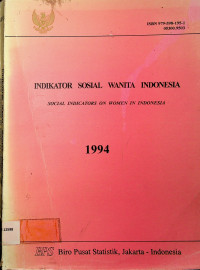 ISBN 979-598-195-1
INDIKATOR SOSIAL WANITA INDONESIA
SOCIAL INDICATORS ON WOMEN IN INDONESIA
1994
BPS Biro Pusat Statistik, Jakarta - Indonesia